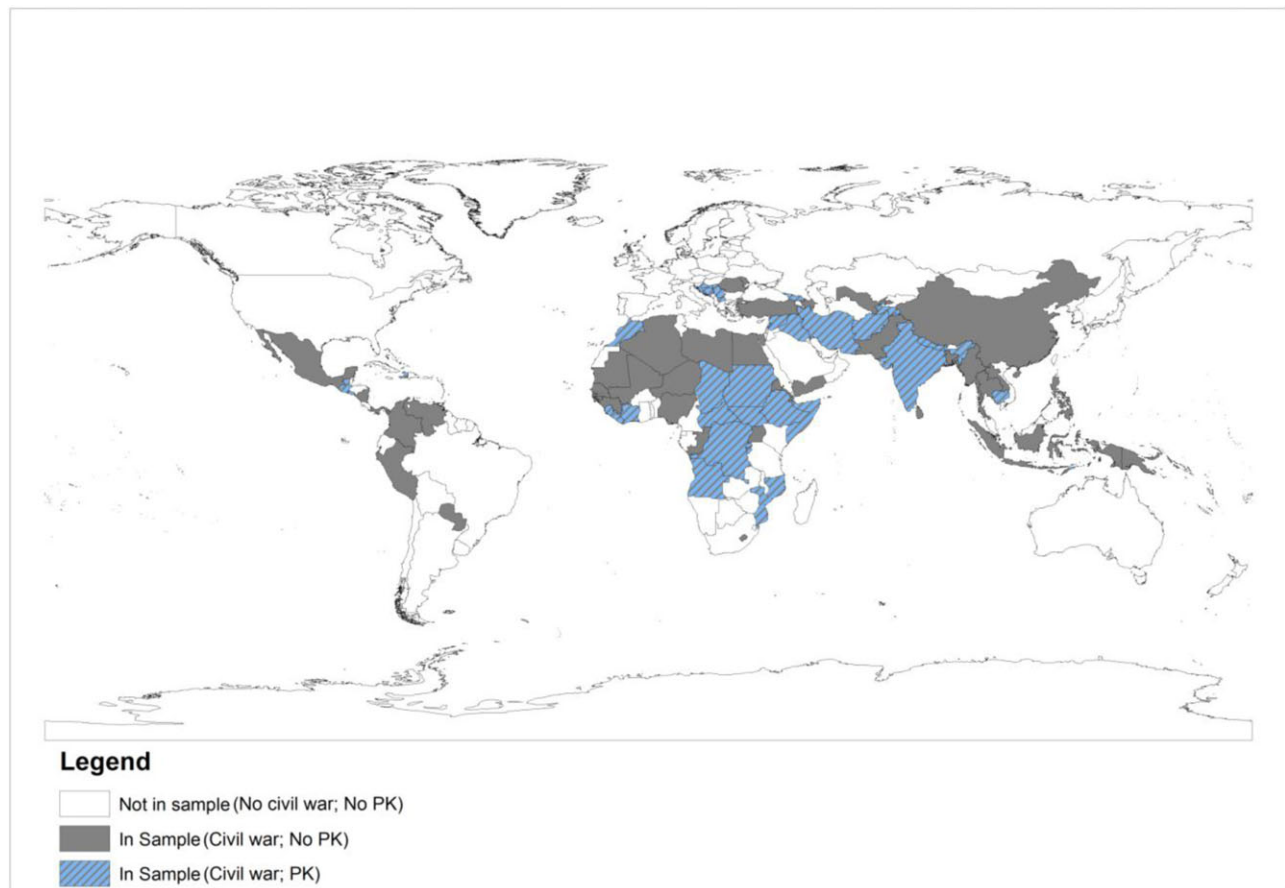 Legend
Not in sample (No civil war; No PK)
In Sample (Civil war; No PK)
In Sample (Civil war; PK)